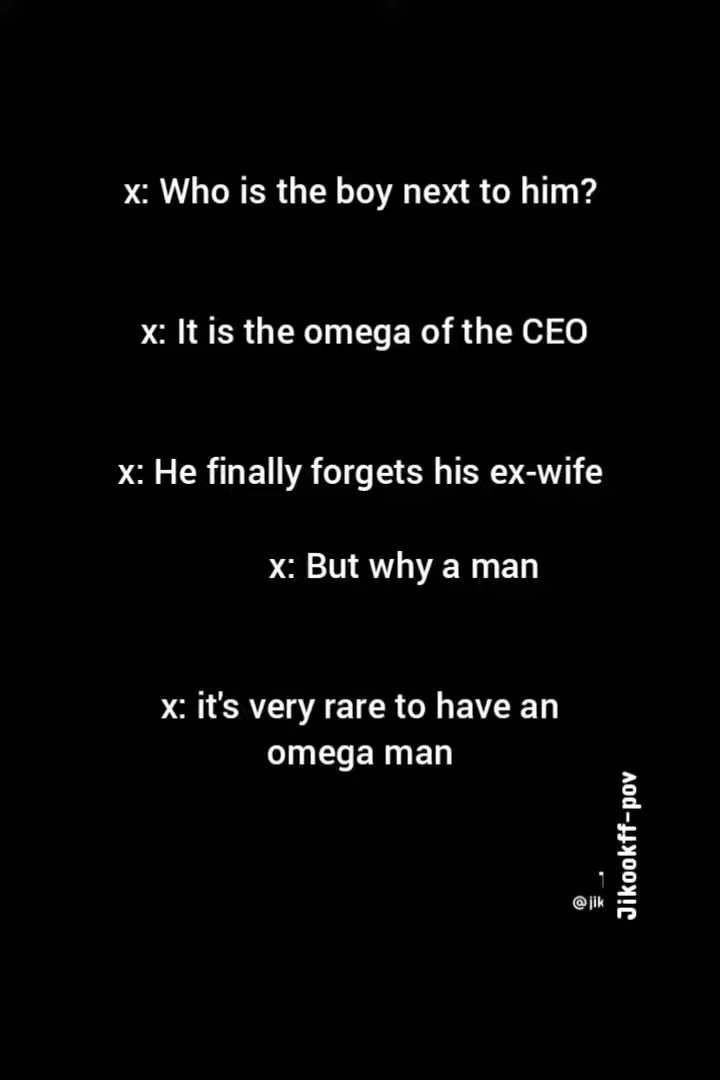 x: Who is the boy next to him?
x: It is the omega of the CEO
x: He finally forgets his ex-wife
x: But why a man
x: it's very rare to have an
omega man
Jikookff-pov
@jik